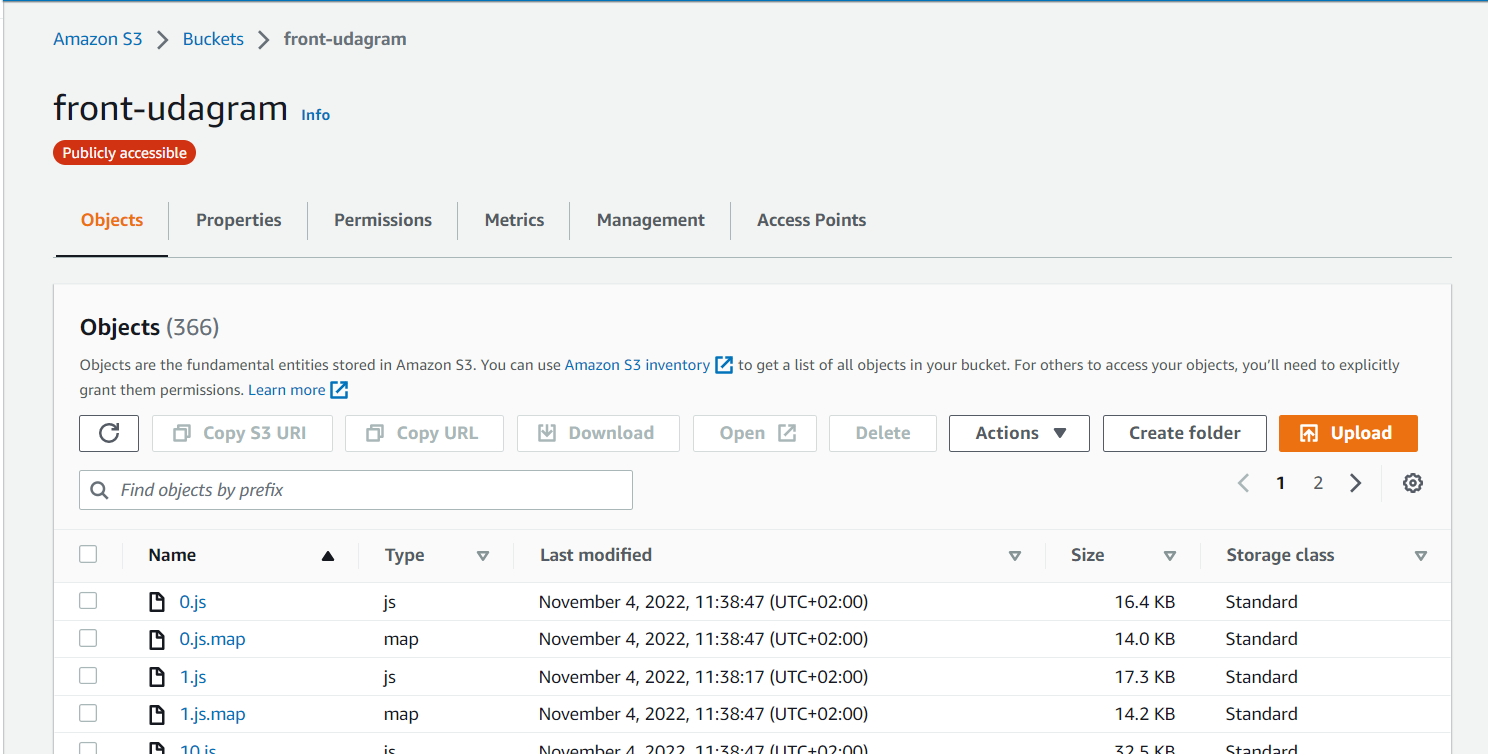 Amazon S3 > Buckets > front-udagram
front-udagram Info
Publicly accessible
Objects Properties Permissions Metrics Management Access Points
Objects (366)
Objects are the fundamental entities stored in Amazon S3. You can use Amazon S3 inventory to get a list of all objects in your bucket. For others to access your objects, you’ll need to explicitly
grant them permissions. Learn more
Copy S3 URI Copy URL Download Open Delete Actions Create folder Upload
Find objects by prefix 1 2
Name Type Last modified Size Storage class
0.js js November 4, 2022, 11:38:47 (UTC+02:00) 16.4 KB Standard
0.js.map map November 4, 2022, 11:38:47 (UTC+02:00) 14.0 KB Standard
1.js js November 4, 2022, 11:38:17 (UTC+02:00) 17.3 KB Standard
1.js.map map November 4, 2022, 11:38:47 (UTC+02:00) 14.2 KB Standard
10.js js November 4, 2022, 11:38:47 (UTC+02:00) 32.5 KB Standard